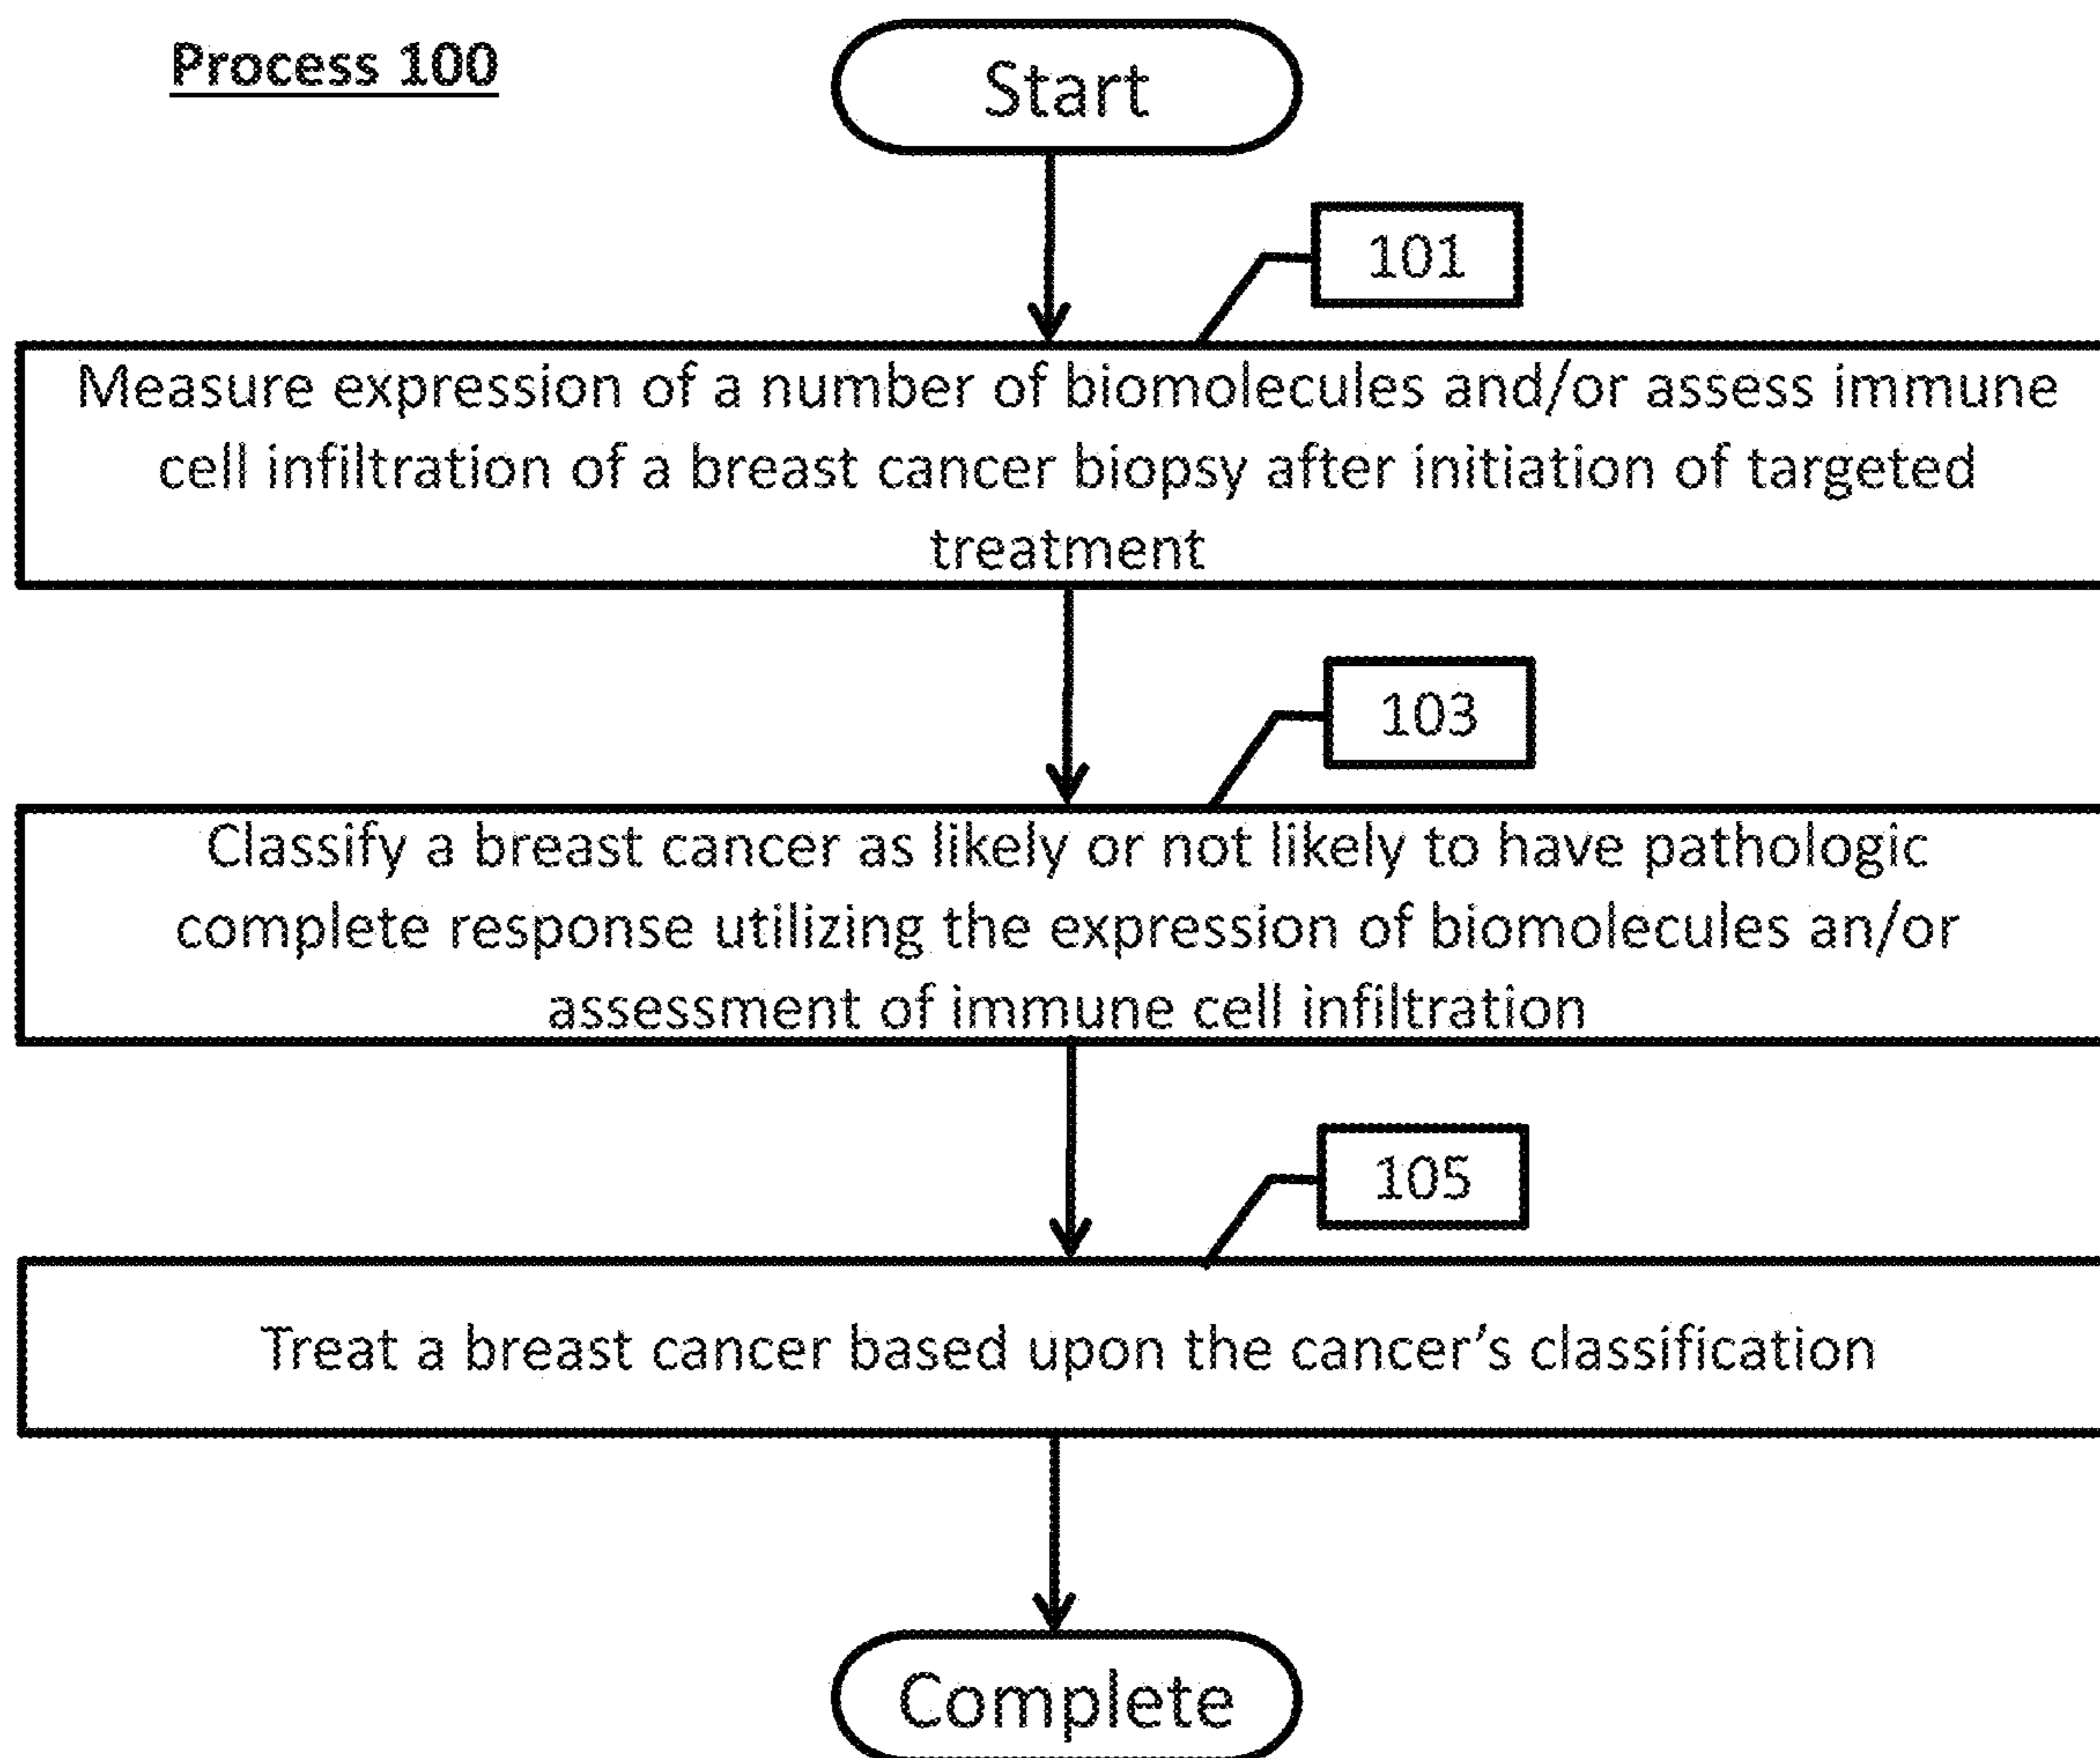 Process 100
Start
101
Measure expression of a number of biomolecules and/or assess immune
cell infiltration of a breast cancer biopsy after initiation of targeted
treatment
103
Classify a breast cancer as likely or not likely to have pathologic
complete response utilizing the expression of biomolecules an/or
assessment of immune cell infiltration
105
Treat a breast cancer based upon the cancer’s classification
Complete